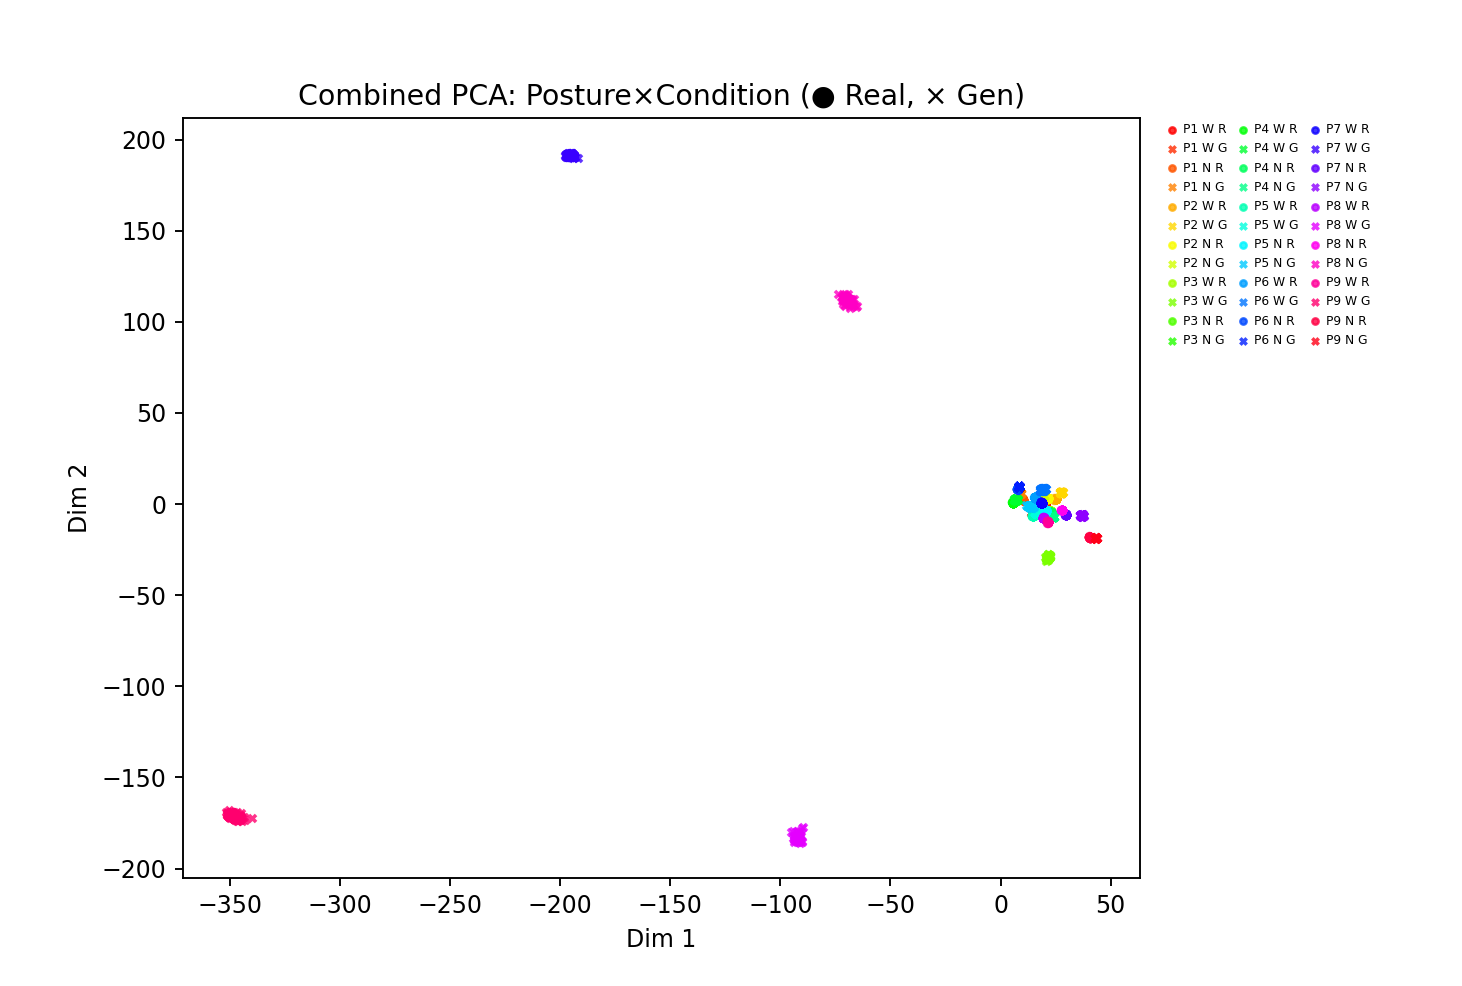 Combined PCA: Posture×Condition (● Real, × Gen)
200
150
100
50
0
−50
−100
−150
−200
Dim 2
−350
−300
−250
−200
−150
−100
−50
0
50
Dim 1
P1 W R
P1 W G
P1 N R
P1 N G
P2 W R
P2 W G
P2 N R
P2 N G
P3 W R
P3 W G
P3 N R
P3 N G
P4 W R
P4 W G
P4 N R
P4 N G
P5 W R
P5 W G
P5 N R
P5 N G
P6 W R
P6 W G
P6 N R
P6 N G
P7 W R
P7 W G
P7 N R
P7 N G
P8 W R
P8 W G
P8 N R
P8 N G
P9 W R
P9 W G
P9 N R
P9 N G